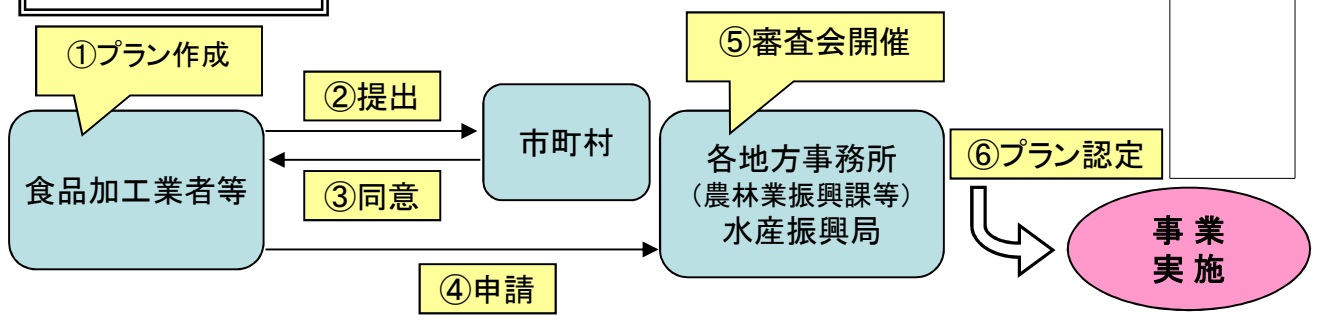 ①プラン作成
⑤審査会開催
②提出
市町村
食品加工業者等
③同意
各地方事務所
（農林業振興課等）
水産振興局
⑥プラン認定
④申請
事業
実施